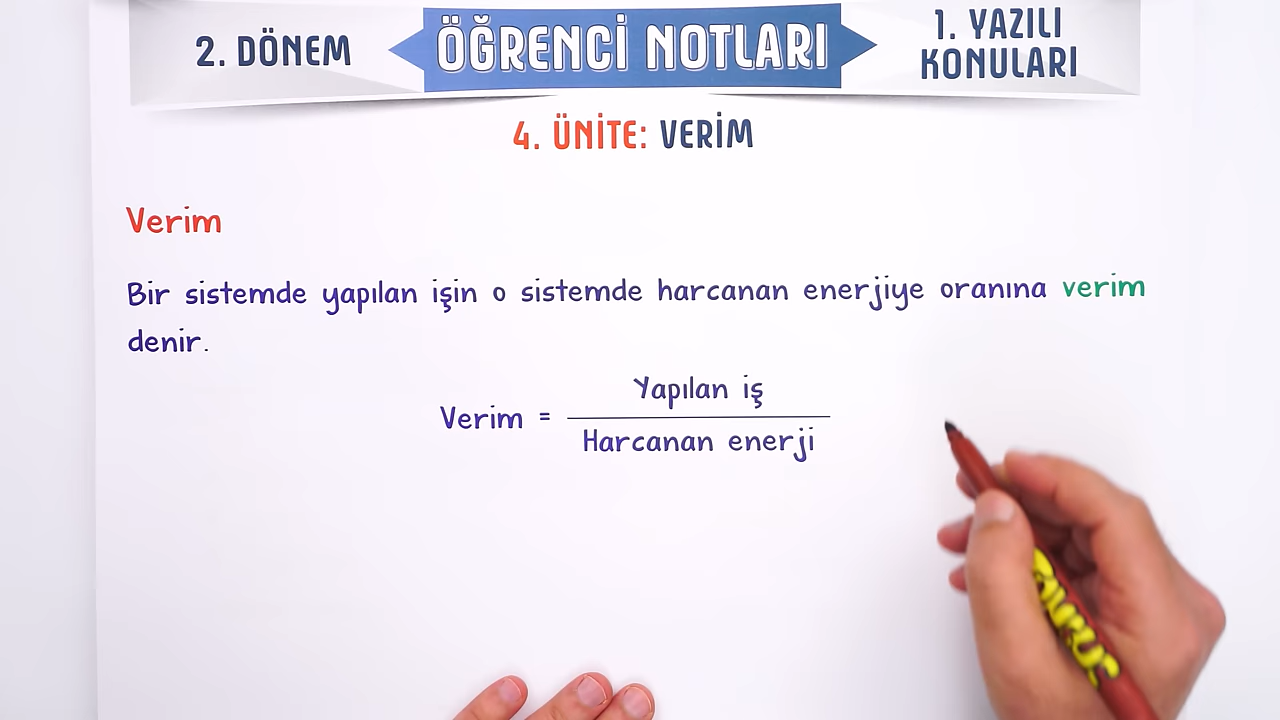 2. DÖNEM
ÖĞRENCİ NOTLARI
1. YAZILI
KONULARI
4. ÜNİTE: VERİM
Verim
Bir sistemde yapılan işin o sistemde harcanan enerjiye oranına verim
denir.
Yapılan iş
Verim =
Harcanan enerji